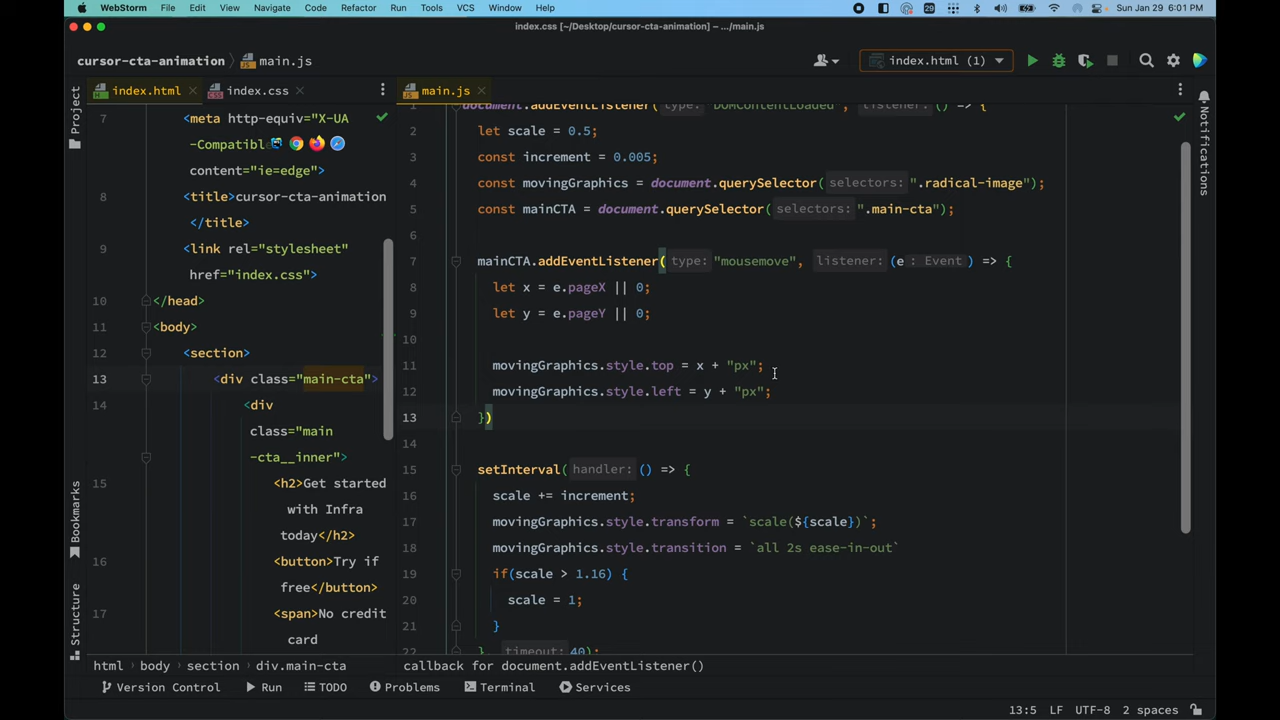 WebStorm File Edit View Navigate Code Refactor Run Tools VCS Window Help
29 Sun Jan 29 6:01 PM
index.css [~/Desktop/cursor-cta-animation] – .../main.js
cursor-cta-animation main.js
index.html (1)
index.html index.css
main.js
Project
Bookmarks
Structure
Notifications
7 <meta http-equiv="X-UA
-Compatible
content="ie=edge">
8 <title>cursor-cta-animation
</title>
9 <link rel="stylesheet"
href="index.css">
10 </head>
11 <body>
12 <section>
13 <div class="main-cta">
14 <div
class="main
-cta__inner">
15 <h2>Get started
with Infra
today</h2>
16 <button>Try if
free</button>
17 <span>No credit
card
1 document.addEventListener( type: "DOMContentLoaded", listener: () => {
2 let scale = 0.5;
3 const increment = 0.005;
4 const movingGraphics = document.querySelector( selectors: ".radical-image");
5 const mainCTA = document.querySelector( selectors: ".main-cta");
6
7 mainCTA.addEventListener( type: "mousemove", listener: (e : Event ) => {
8 let x = e.pageX || 0;
9 let y = e.pageY || 0;
10
11 movingGraphics.style.top = x + "px";
12 movingGraphics.style.left = y + "px";
13 })
14
15 setInterval( handler: () => {
16 scale += increment;
17 movingGraphics.style.transform = `scale(${scale})`;
18 movingGraphics.style.transition = `all 2s ease-in-out`
19 if(scale > 1.16) {
20 scale = 1;
21 }
22 }, timeout: 40);
html body section div.main-cta
callback for document.addEventListener()
Version Control Run TODO Problems Terminal Services
13:5 LF UTF-8 2 spaces